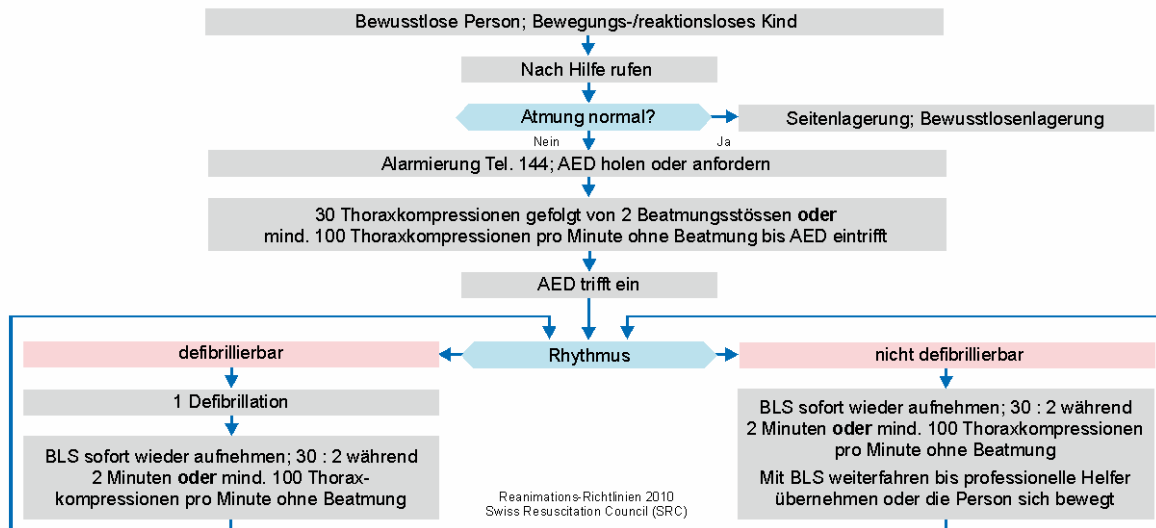 Bewusstlose Person; Bewegungs-/reaktionsloses Kind
Nach Hilfe rufen
Atmung normal?
Seitenlagerung; Bewusstlosenlagerung
Nein
Ja
Alarmierung Tel. 144; AED holen oder anfordern
30 Thoraxkompressionen gefolgt von 2 Beatmungsstössen oder
mind. 100 Thoraxkompressionen pro Minute ohne Beatmung bis AED eintrifft
AED trifft ein
Rhythmus
defibrillierbar
1 Defibrillation
BLS sofort wieder aufnehmen; 30 : 2 während
2 Minuten oder mind. 100 Thorax-
kompressionen pro Minute ohne Beatmung
nicht defibrillierbar
BLS sofort wieder aufnehmen; 30 : 2 während
2 Minuten oder mind. 100 Thoraxkompressionen
pro Minute ohne Beatmung
Mit BLS weiterfahren bis professionelle Helfer
übernehmen oder die Person sich bewegt
Reanimations-Richtlinien 2010
Swiss Resuscitation Council (SRC)